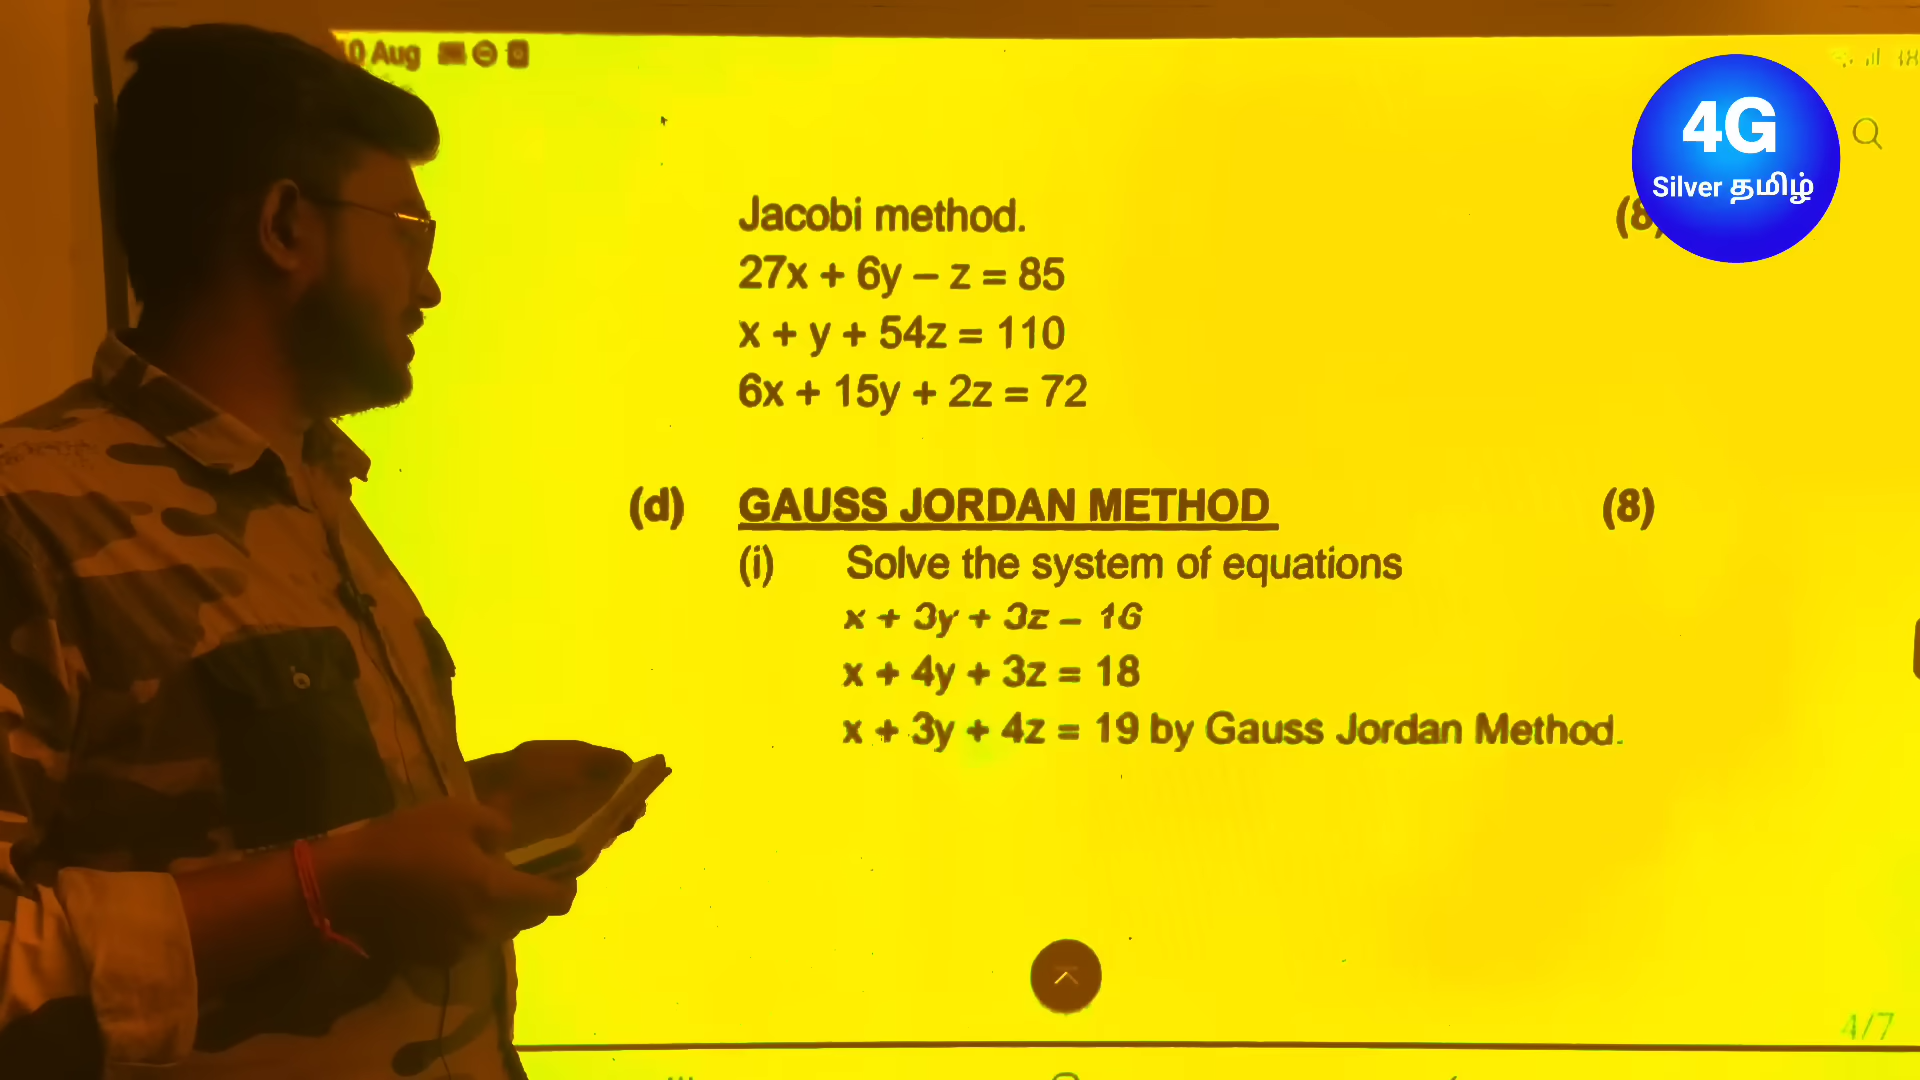 0 Aug
4G
Silver தமிழ்
Jacobi method.
(8)
27x + 6y – z = 85
x + y + 54z = 110
6x + 15y + 2z = 72
(d) GAUSS JORDAN METHOD (8)
(i) Solve the system of equations
x + 3y + 3z – 16
x + 4y + 3z = 18
x + 3y + 4z = 19 by Gauss Jordan Method.
4/7